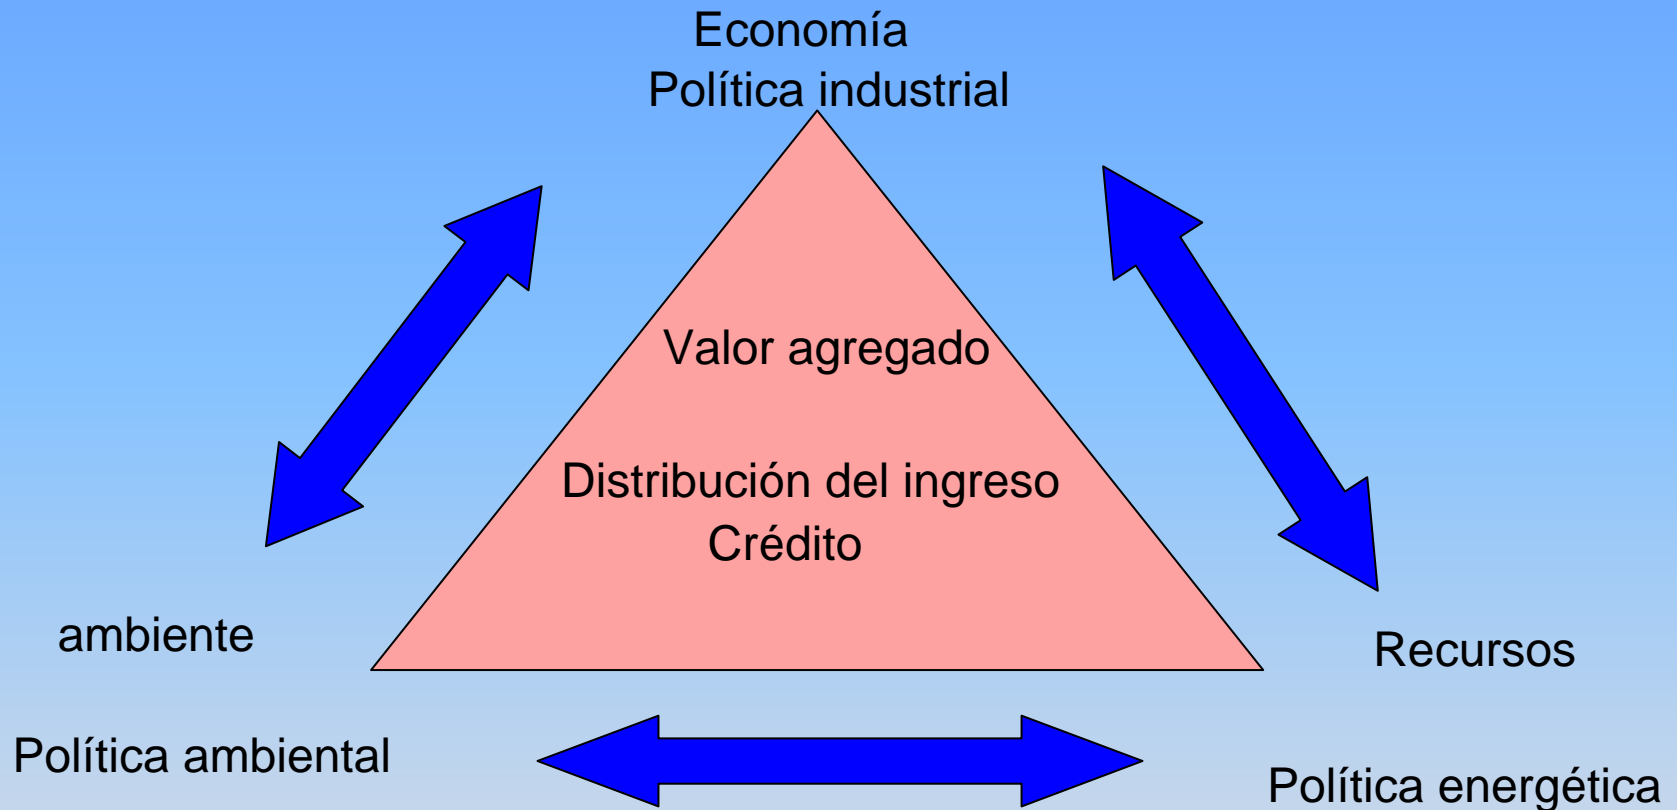 Economía
Política industrial
Valor agregado
Distribución del ingreso
Crédito
ambiente
Recursos
Política ambiental
Política energética